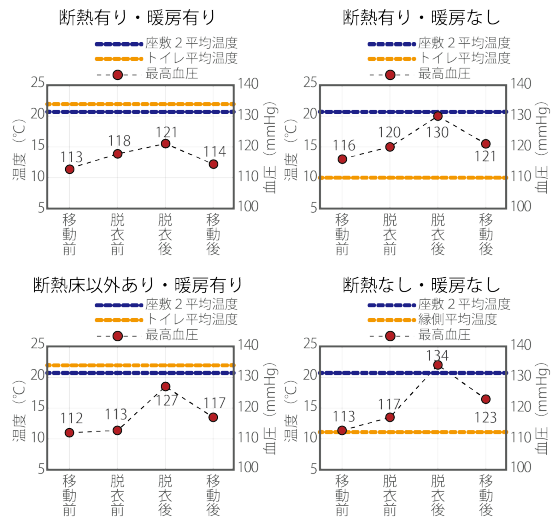 断熱有り・暖房有り
座敷２平均温度
トイレ平均温度
最高血圧
温度（℃）
25
20
15
10
5
113
118
121
114
140
130
120
110
100
血圧（mmHg）
移動前
脱衣前
脱衣後
移動後
断熱有り・暖房なし
座敷２平均温度
トイレ平均温度
最高血圧
温度（℃）
25
20
15
10
5
116
120
130
121
140
130
120
110
100
血圧（mmHg）
移動前
脱衣前
脱衣後
移動後
断熱床以外あり・暖房有り
座敷２平均温度
トイレ平均温度
最高血圧
温度（℃）
25
20
15
10
5
112
113
127
117
140
130
120
110
100
血圧（mmHg）
移動前
脱衣前
脱衣後
移動後
断熱なし・暖房なし
座敷２平均温度
縁側平均温度
最高血圧
温度（℃）
25
20
15
10
5
113
117
134
123
140
130
120
110
100
血圧（mmHg）
移動前
脱衣前
脱衣後
移動後